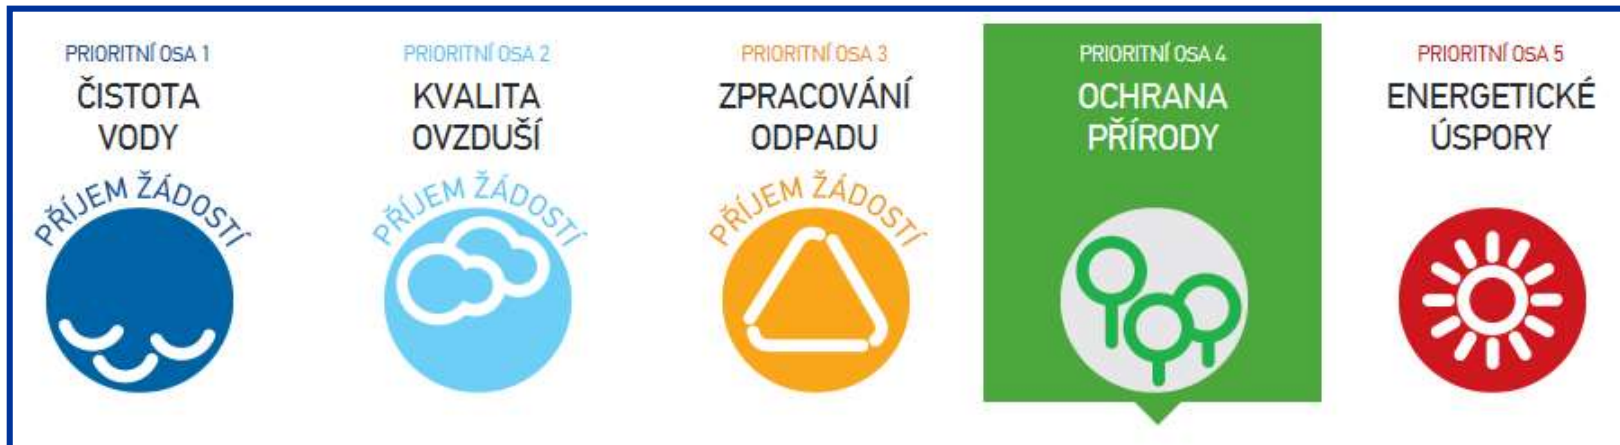 PRIORITNÍ OSA 1
ČISTOTA
VODY
PŘÍJEM ŽÁDOSTÍ
PRIORITNÍ OSA 2
KVALITA
OVZDUŠÍ
PŘÍJEM ŽÁDOSTÍ
PRIORITNÍ OSA 3
ZPRACOVÁNÍ
ODPADU
PŘÍJEM ŽÁDOSTÍ
PRIORITNÍ OSA 4
OCHRANA
PŘÍRODY
PRIORITNÍ OSA 5
ENERGETICKÉ
ÚSPORY